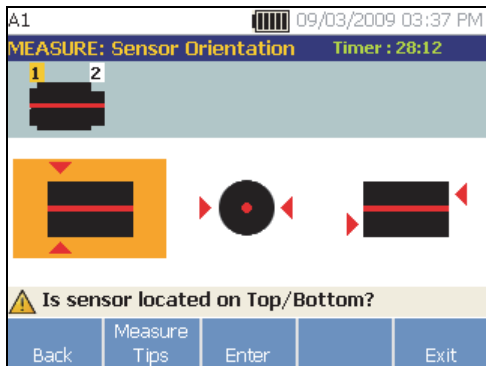 A1 09/03/2009 03:37 PM
MEASURE: Sensor Orientation Timer : 28:12
1 2
Is sensor located on Top/Bottom?
Back Measure Tips Enter Exit